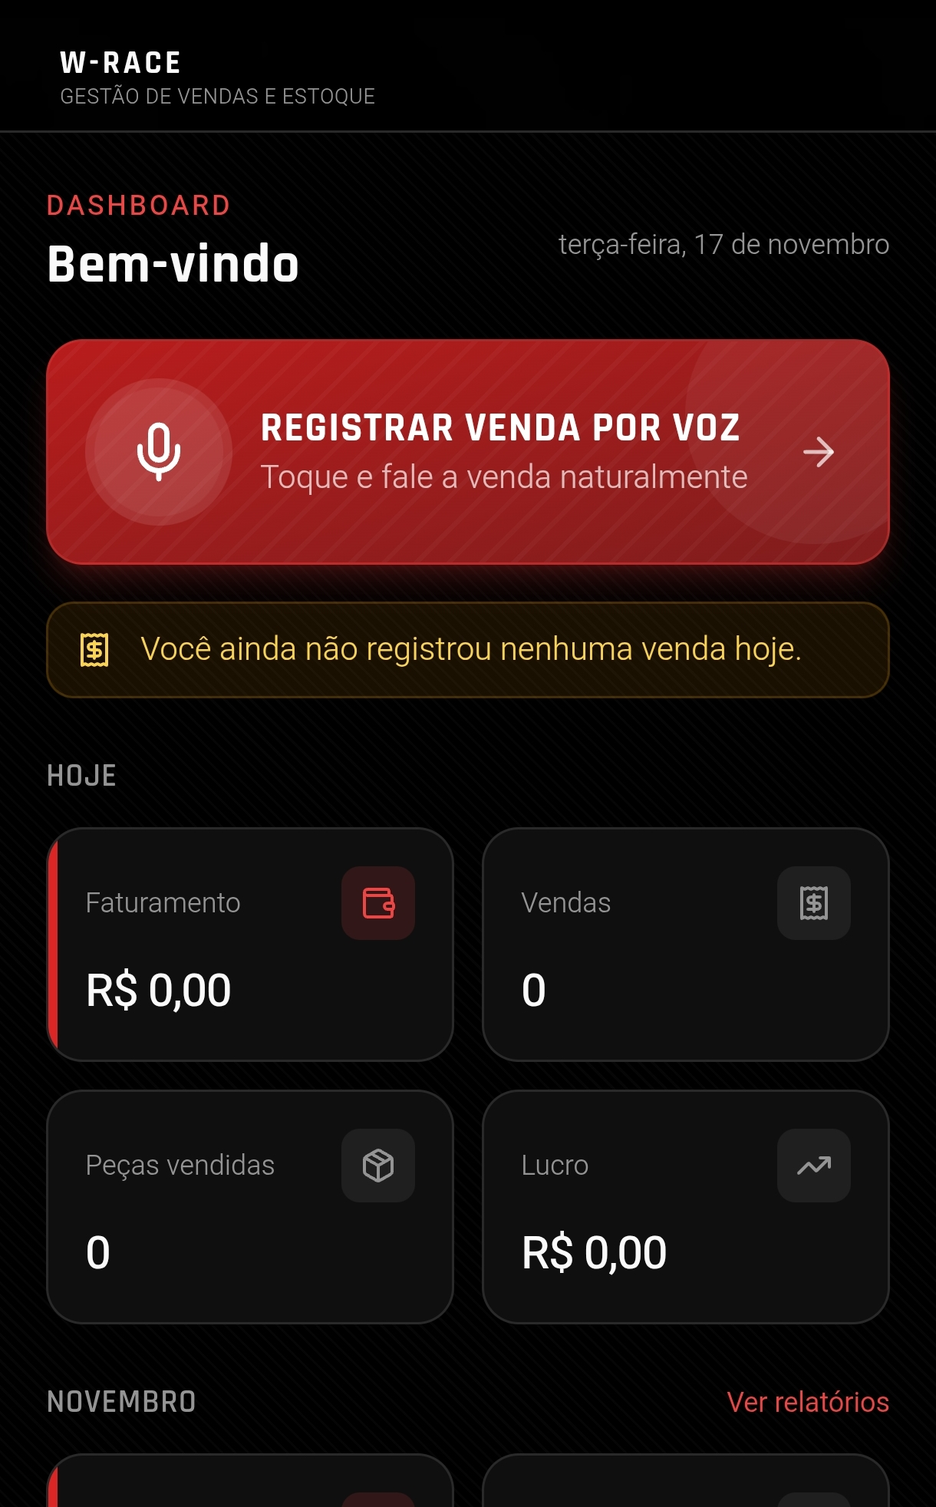 W-RACE
GESTÃO DE VENDAS E ESTOQUE
DASHBOARD
Bem-vindo
terça-feira, 17 de novembro
REGISTRAR VENDA POR VOZ
Toque e fale a venda naturalmente
Você ainda não registrou nenhuma venda hoje.
HOJE
Faturamento
R$ 0,00
Vendas
0
Peças vendidas
0
Lucro
R$ 0,00
NOVEMBRO
Ver relatórios